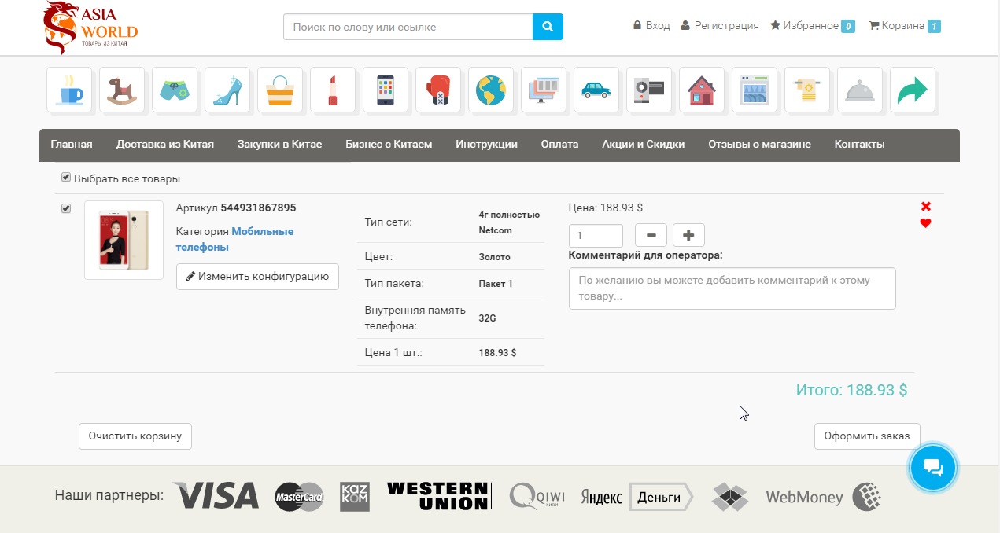 ASIA
WORLD
ТОВАРЫ ИЗ КИТАЯ
Поиск по слову или ссылке
Вход Регистрация Избранное 0 Корзина 1
Главная Доставка из Китая Закупки в Китае Бизнес с Китаем Инструкции Оплата Акции и Скидки Отзывы о магазине Контакты
Выбрать все товары
Артикул 544931867895
Категория Мобильные
телефоны
Изменить конфигурацию
Тип сети: 4г полностью
Netcom
Цвет: Золото
Тип пакета: Пакет 1
Внутренняя память
телефона: 32G
Цена 1 шт.: 188.93 $
Цена: 188.93 $
1
Комментарий для оператора:
По желанию вы можете добавить комментарий к этому
товару...
Итого: 188.93 $
Очистить корзину
Оформить заказ
Наши партнеры: VISA MasterCard KAZ KOM WESTERN UNION QIWI КИВИ Яндекс Деньги WebMoney